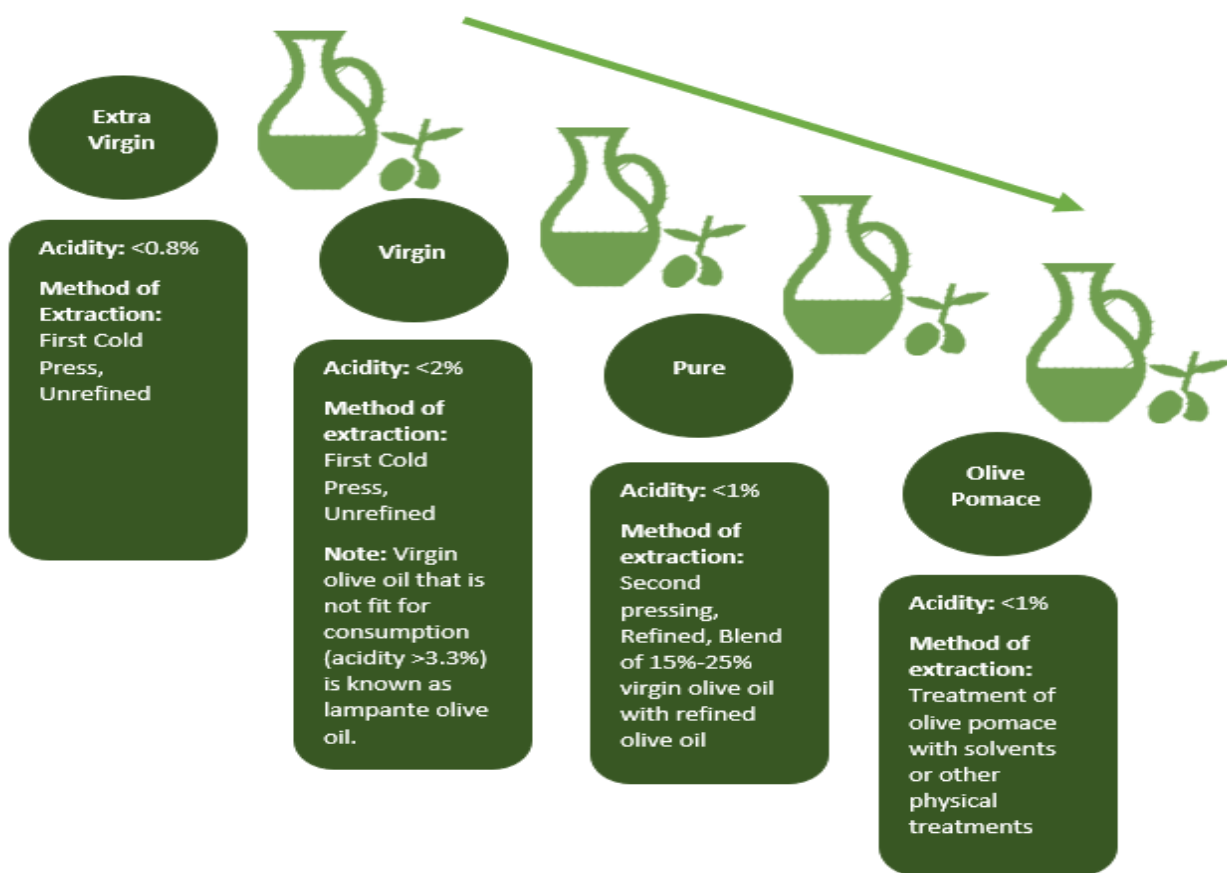 Extra
Virgin
Acidity: <0.8%
Method of
Extraction:
First Cold
Press,
Unrefined
Virgin
Acidity: <2%
Method of
extraction:
First Cold
Press,
Unrefined
Note: Virgin
olive oil that is
not fit for
consumption
(acidity >3.3%)
is known as
lampante olive
oil.
Pure
Acidity: <1%
Method of
extraction:
Second
pressing,
Refined, Blend
of 15%-25%
virgin olive oil
with refined
olive oil
Olive
Pomace
Acidity: <1%
Method of
extraction:
Treatment of
olive pomace
with solvents
or other
physical
treatments